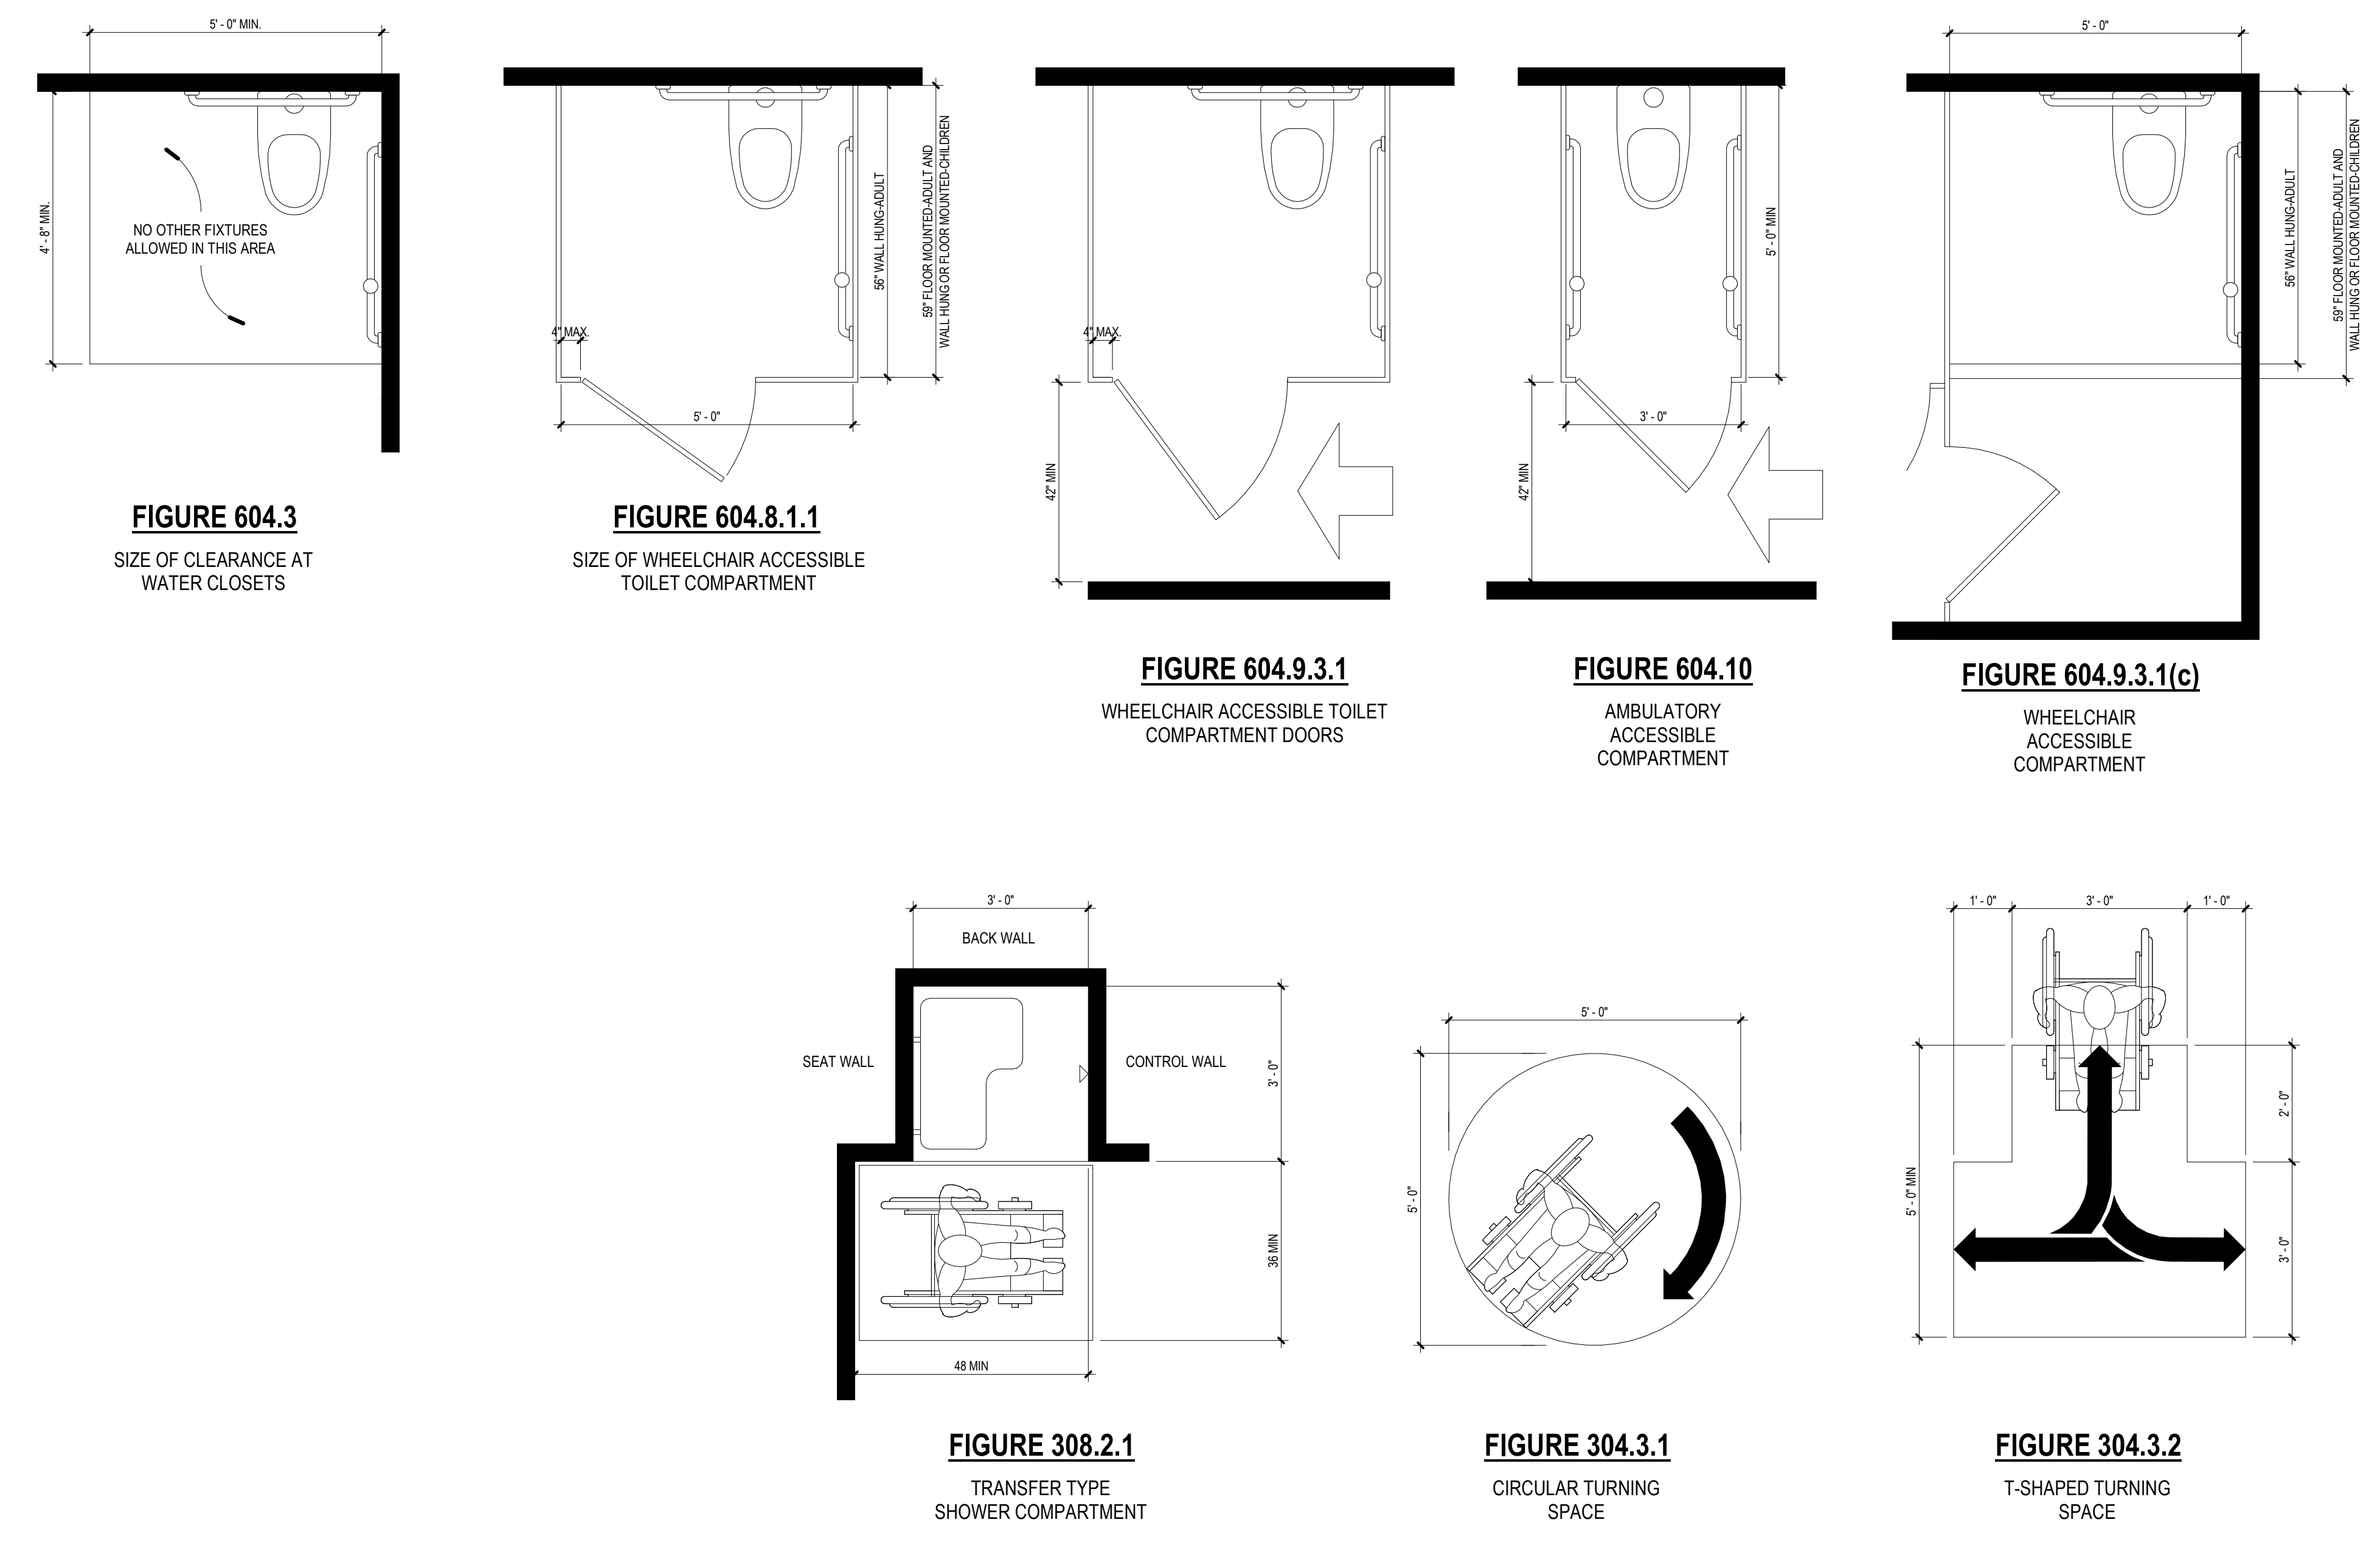 5' - 0" MIN.
4' - 8" MIN.
NO OTHER FIXTURES
ALLOWED IN THIS AREA
FIGURE 604.3
SIZE OF CLEARANCE AT
WATER CLOSETS
4" MAX.
5' - 0"
56" WALL HUNG-ADULT
59" FLOOR MOUNTED-ADULT AND
WALL HUNG OR FLOOR MOUNTED-CHILDREN
FIGURE 604.8.1.1
SIZE OF WHEELCHAIR ACCESSIBLE
TOILET COMPARTMENT
4" MAX.
42" MIN
FIGURE 604.9.3.1
WHEELCHAIR ACCESSIBLE TOILET
COMPARTMENT DOORS
5' - 0" MIN
3' - 0"
42" MIN
FIGURE 604.10
AMBULATORY
ACCESSIBLE
COMPARTMENT
5' - 0"
56" WALL HUNG-ADULT
59" FLOOR MOUNTED-ADULT AND
WALL HUNG OR FLOOR MOUNTED-CHILDREN
FIGURE 604.9.3.1(c)
WHEELCHAIR
ACCESSIBLE
COMPARTMENT
3' - 0"
BACK WALL
SEAT WALL
CONTROL WALL
3' - 0"
36 MIN
48 MIN
FIGURE 308.2.1
TRANSFER TYPE
SHOWER COMPARTMENT
5' - 0"
5' - 0"
FIGURE 304.3.1
CIRCULAR TURNING
SPACE
1' - 0"
3' - 0"
1' - 0"
2' - 0"
5' - 0" MIN
3' - 0"
FIGURE 304.3.2
T-SHAPED TURNING
SPACE